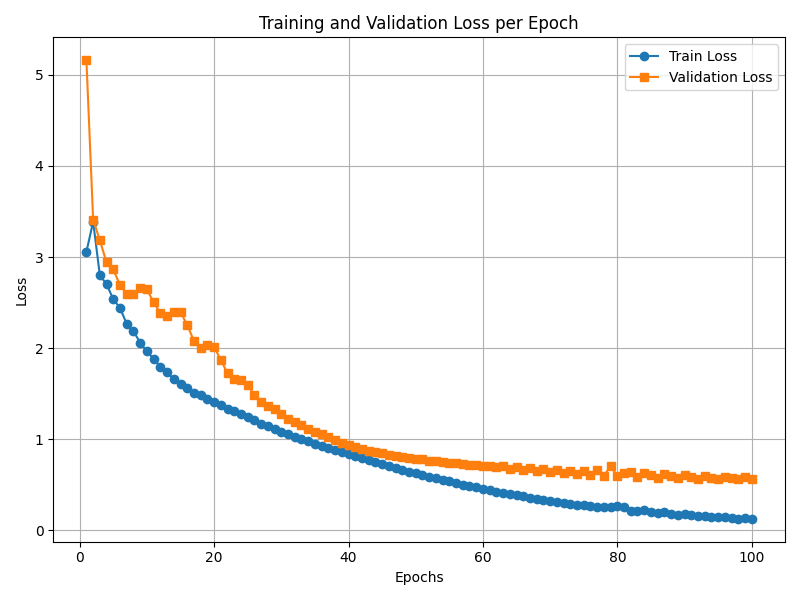 Training and Validation Loss per Epoch
Train Loss
Validation Loss
5
4
3
2
1
0
Loss
0 20 40 60 80 100
Epochs